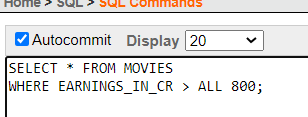 Home > SQL > SQL Commands
Autocommit Display 20
SELECT * FROM MOVIES
WHERE EARNINGS_IN_CR > ALL 800;